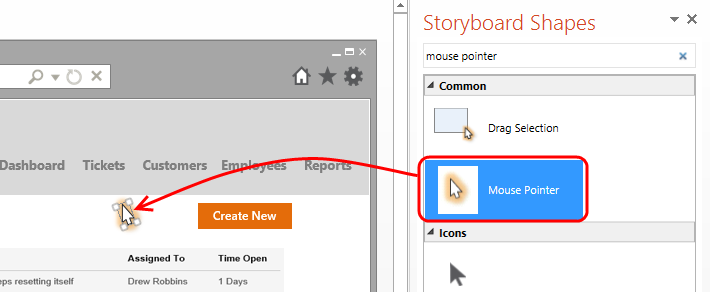 Storyboard Shapes
mouse pointer
Common
Drag Selection
Mouse Pointer
Icons
Dashboard Tickets Customers Employees Reports
Create New
Assigned To Time Open
eps resetting itself Drew Robbins 1 Days